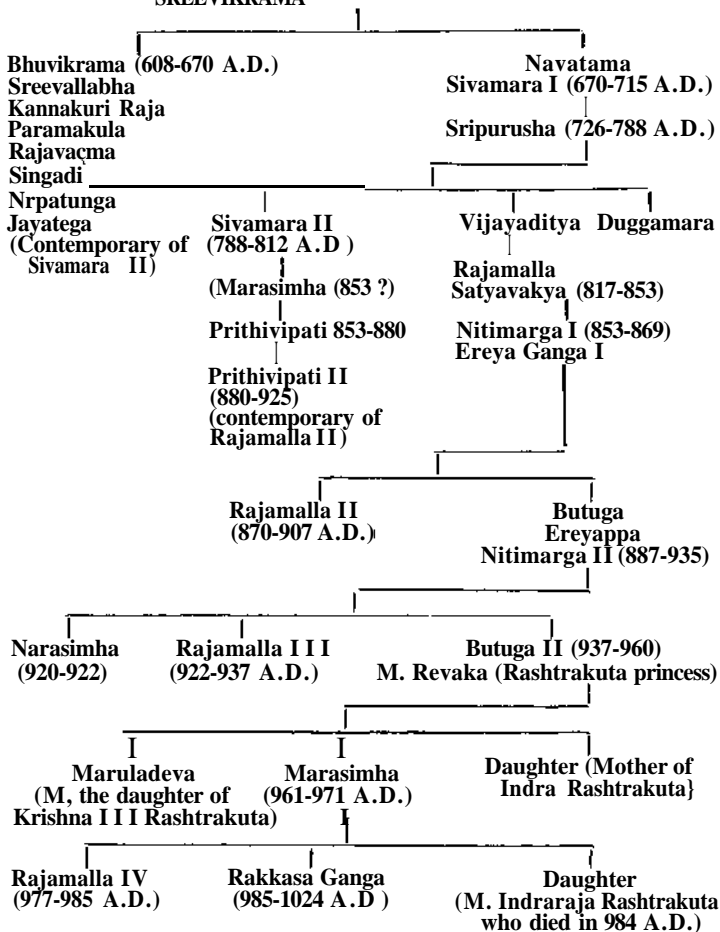 SREEVIKRAMA
Bhuvikrama (608-670 A.D.)
Sreevallabha
Kannakuri Raja
Paramakula
Rajavaçma
Singadi
Nrpatunga
Jayatega
(Contemporary of
Sivamara II)
Navatama
Sivamara I (670-715 A.D.)
Sripurusha (726-788 A.D.)
Sivamara II
(788-812 A.D )
Vijayaditya Duggamara
(Marasimha (853 ?)
Rajamalla
Satyavakya (817-853)
Prithivipati 853-880
Nitimarga I (853-869)
Ereya Ganga I
Prithivipati II
(880-925)
(contemporary of
Rajamalla II)
Rajamalla II
(870-907 A.D.)
Butuga
Ereyappa
Nitimarga II (887-935)
Narasimha
(920-922)
Rajamalla III
(922-937 A.D.)
Butuga II (937-960)
M. Revaka (Rashtrakuta princess)
Maruladeva
(M, the daughter of
Krishna III Rashtrakuta)
Marasimha
(961-971 A.D.)
Daughter (Mother of
Indra Rashtrakuta}
Rajamalla IV
(977-985 A.D.)
Rakkasa Ganga
(985-1024 A.D )
Daughter
(M. Indraraja Rashtrakuta
who died in 984 A.D.)